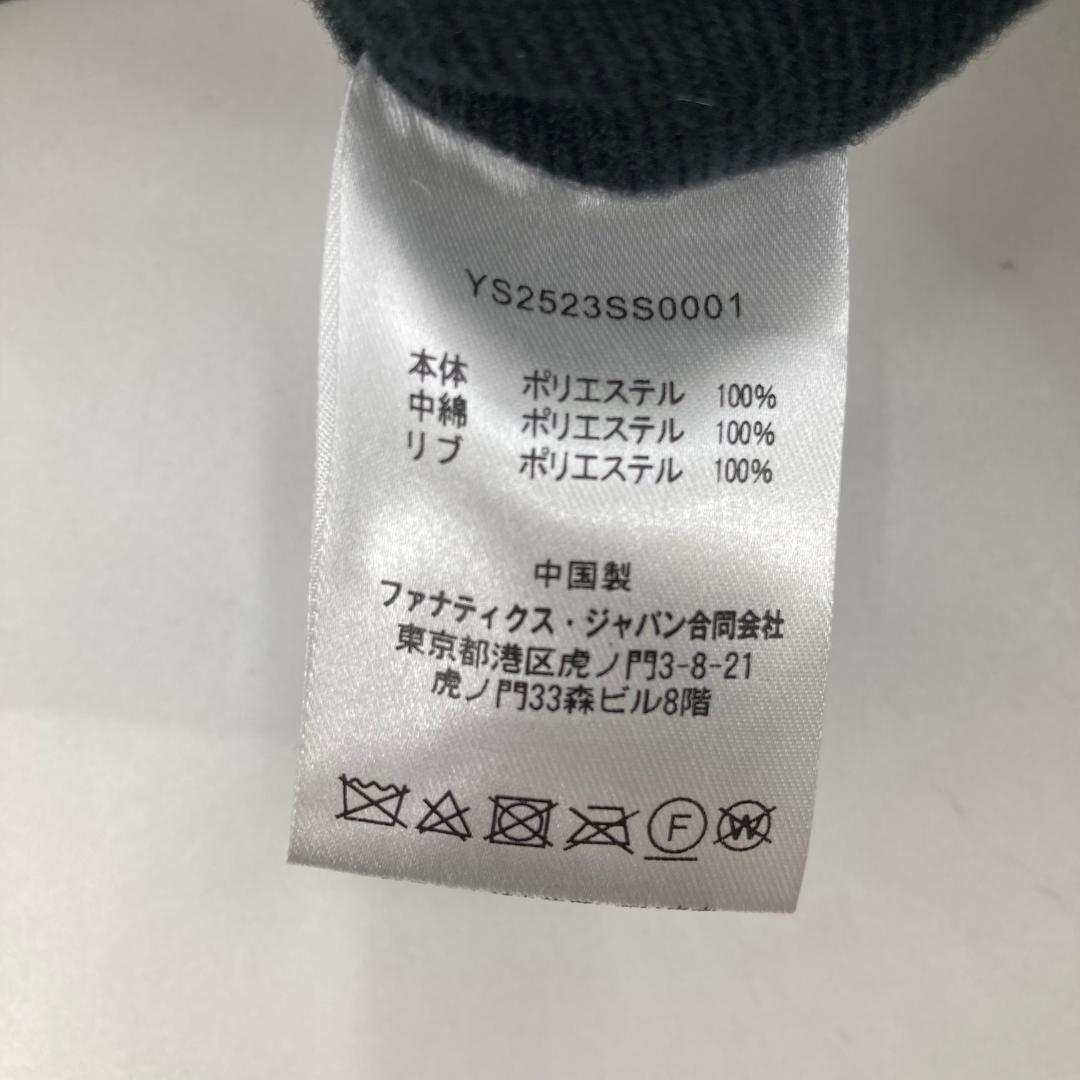 YS2523SS0001
本体 ポリエステル 100%
中綿 ポリエステル 100%
リブ ポリエステル 100%
中国製
ファナティクス・ジャパン合同会社
東京都港区虎ノ門3-8-21
虎ノ門33森ビル8階
F W